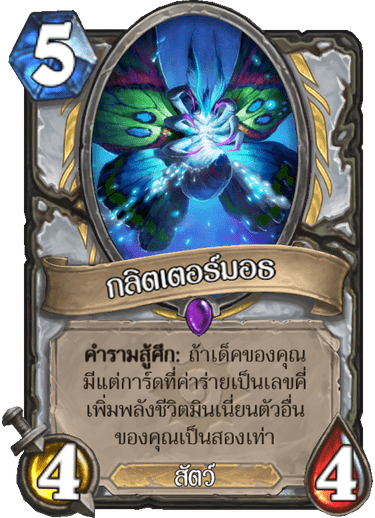 5
กลิตเตอร์มอธ
คำรามสู้ศึก: ถ้าเด็คของคุณ
มีแต่การ์ดที่ค่าร่ายเป็นเลขคี่
เพิ่มพลังชีวิตมินเนี่ยนตัวอื่น
ของคุณเป็นสองเท่า
4
สัตว์
4